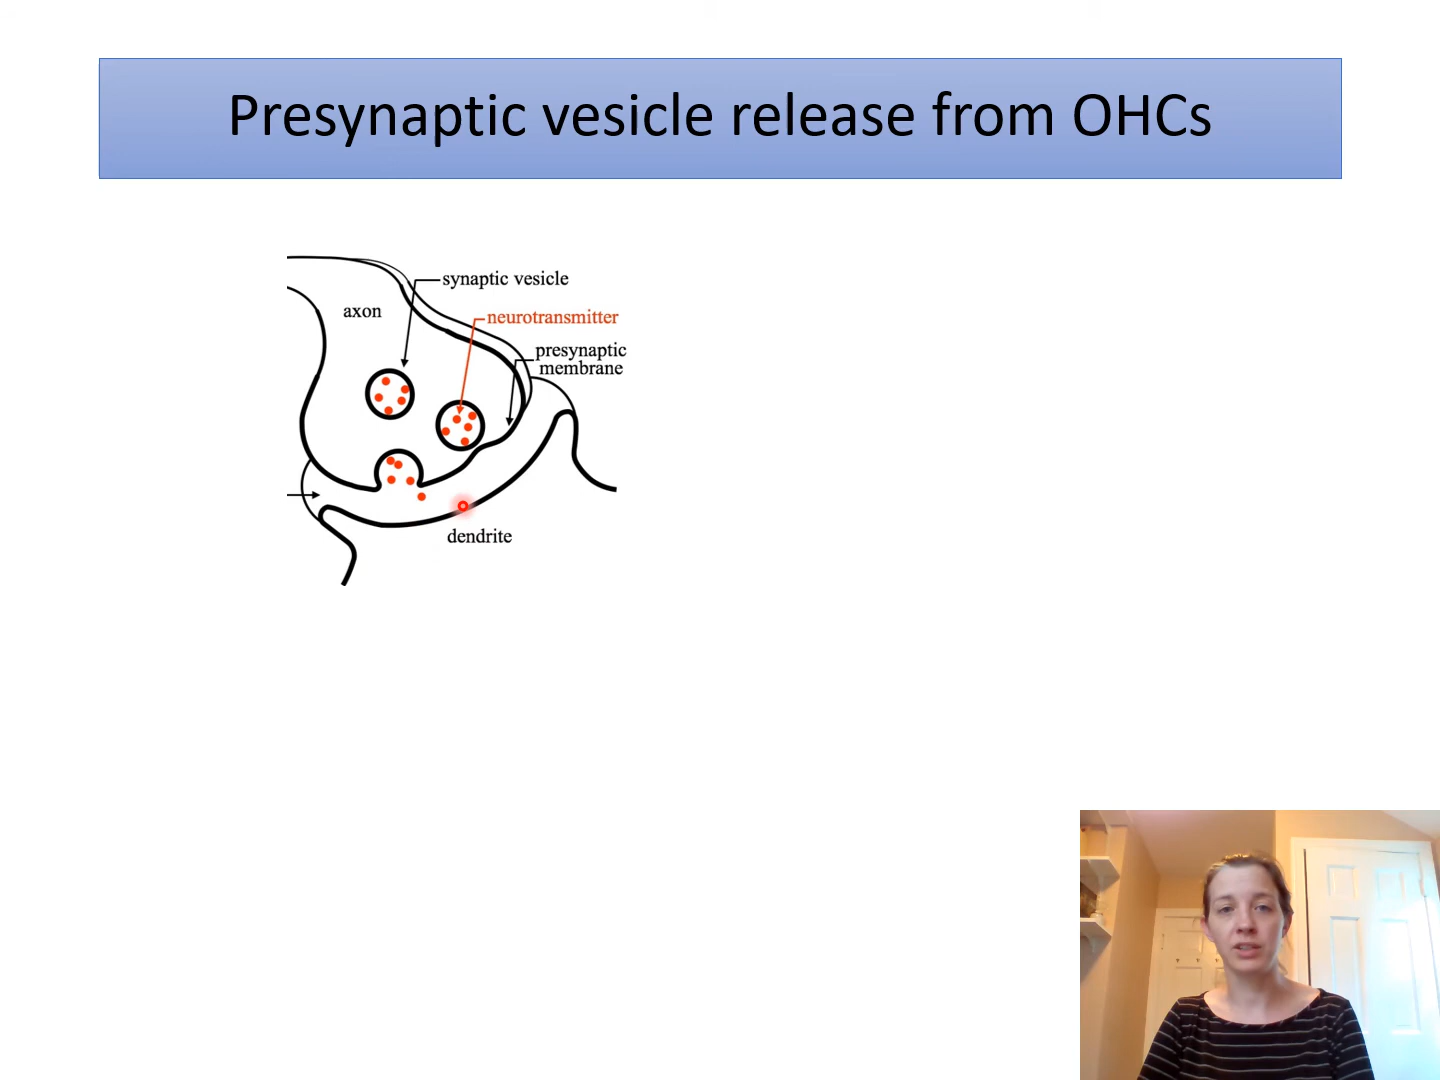 Presynaptic vesicle release from OHCs
synaptic vesicle
axon
neurotransmitter
presynaptic
membrane
dendrite